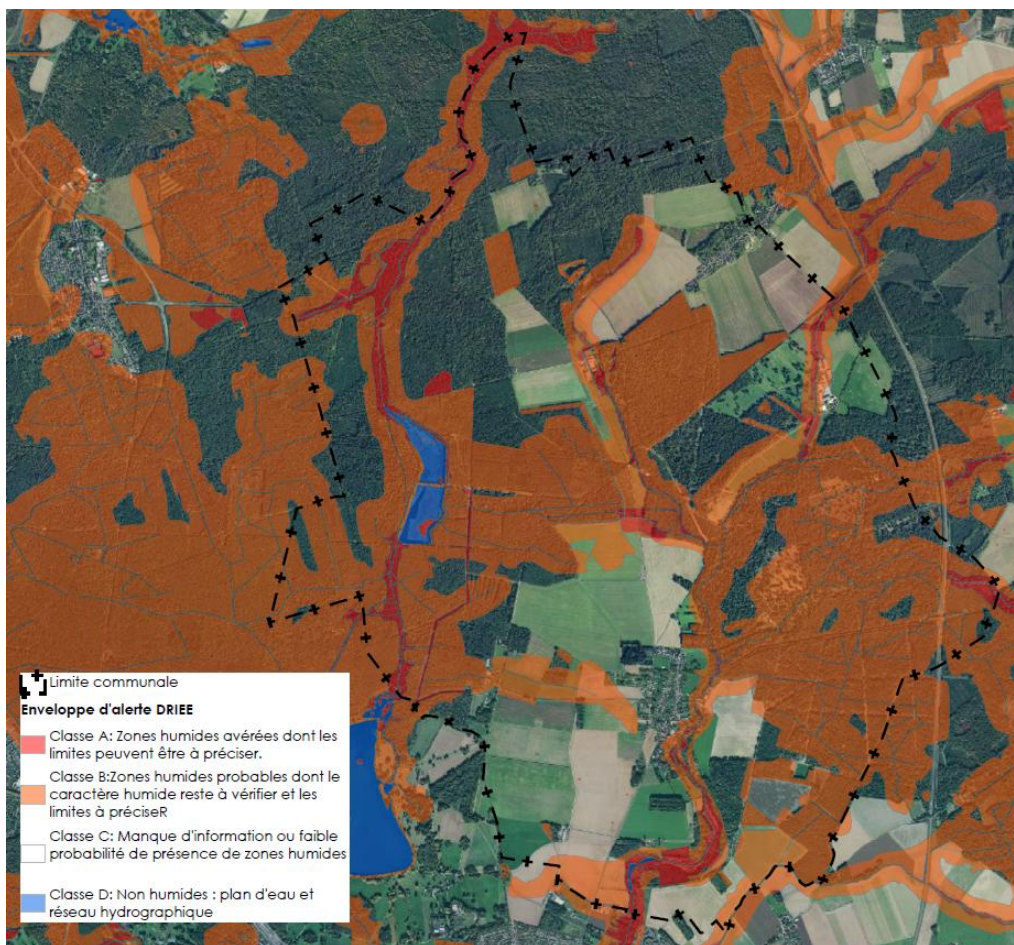 Limite communale
Enveloppe d'alerte DRIEE
Classe A: Zones humides avérées dont les
limites peuvent être à préciser.
Classe B:Zones humides probables dont le
caractère humide reste à vérifier et les
limites à préciseR
Classe C: Manque d'information ou faible
probabilité de présence de zones humides
Classe D: Non humides : plan d'eau et
réseau hydrographique